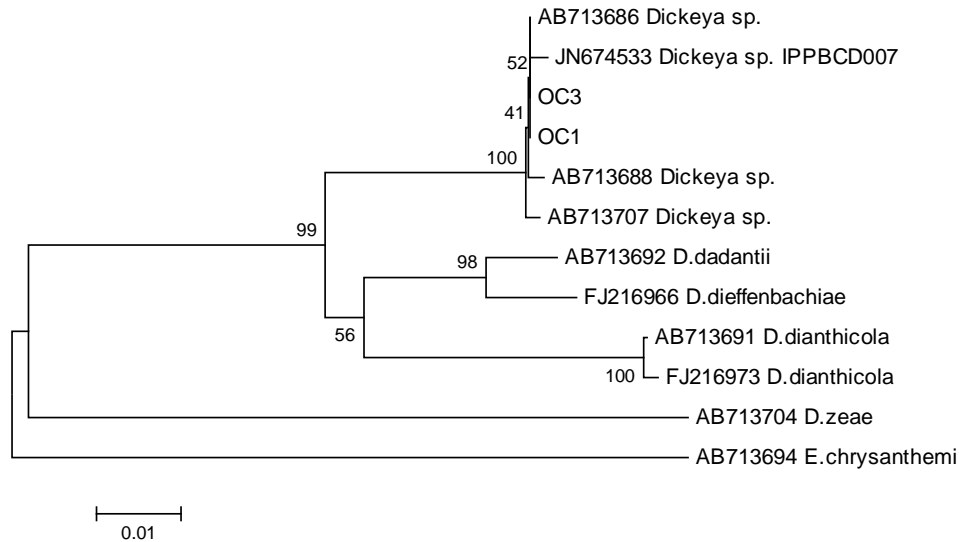 AB713686 Dickeya sp.
JN674533 Dickeya sp. IPPBCD007
52
OC3
41
OC1
100
AB713688 Dickeya sp.
AB713707 Dickeya sp.
99
AB713692 D.dadantii
98
FJ216966 D.dieffenbachiae
56
AB713691 D.dianthicola
100
FJ216973 D.dianthicola
AB713704 D.zeae
AB713694 E.chrysanthemi
0.01